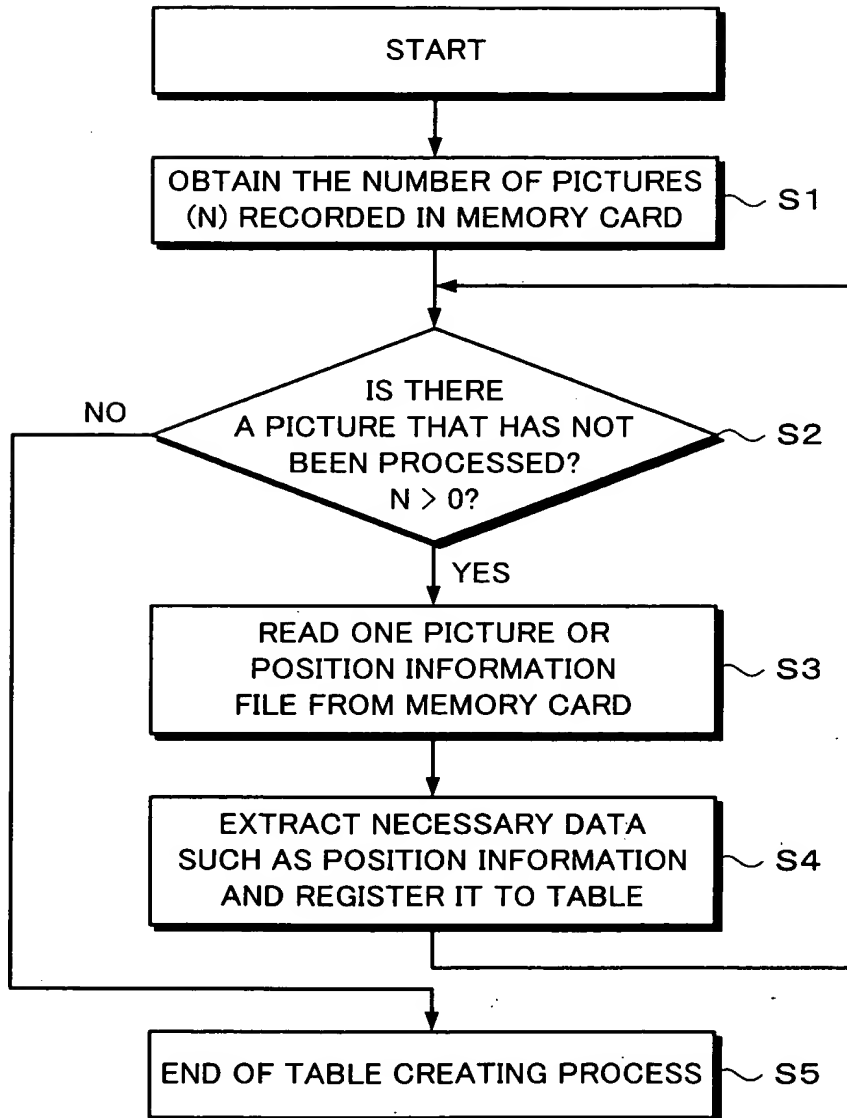 START
OBTAIN THE NUMBER OF PICTURES
(N) RECORDED IN MEMORY CARD
S1
IS THERE
A PICTURE THAT HAS NOT
BEEN PROCESSED?
N > 0?
S2
NO
YES
READ ONE PICTURE OR
POSITION INFORMATION
FILE FROM MEMORY CARD
S3
EXTRACT NECESSARY DATA
SUCH AS POSITION INFORMATION
AND REGISTER IT TO TABLE
S4
END OF TABLE CREATING PROCESS
S5